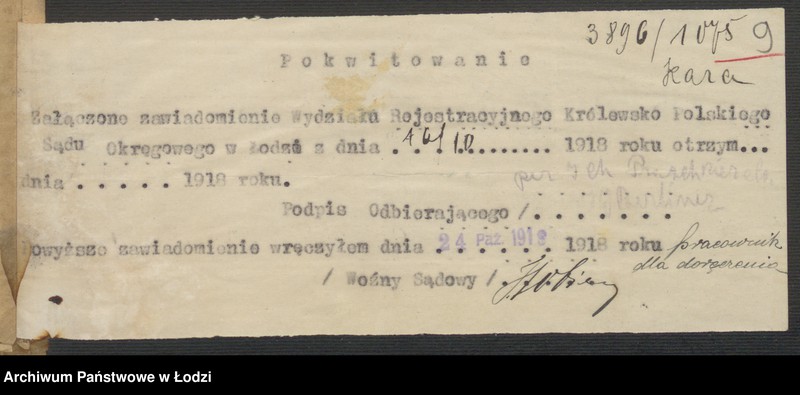 3896/1075 9
Kara
Pokwitowanie
Załączone zawiadomienie Wydziału Rejestracyjnego Królewsko Polskiego
Sądu Okręgowego w Łodzi z dnia . 16/10 ......... 1918 roku otrzym...
dnia ...... 1918 roku.
Berliner
Podpis Odbierającego /.......
Powyższe zawiadomienie wręczyłem dnia 24 Paź. 1918 1918 roku pracownik
dla doręczenia
/ Woźny Sądowy /
Archiwum Państwowe w Łodzi